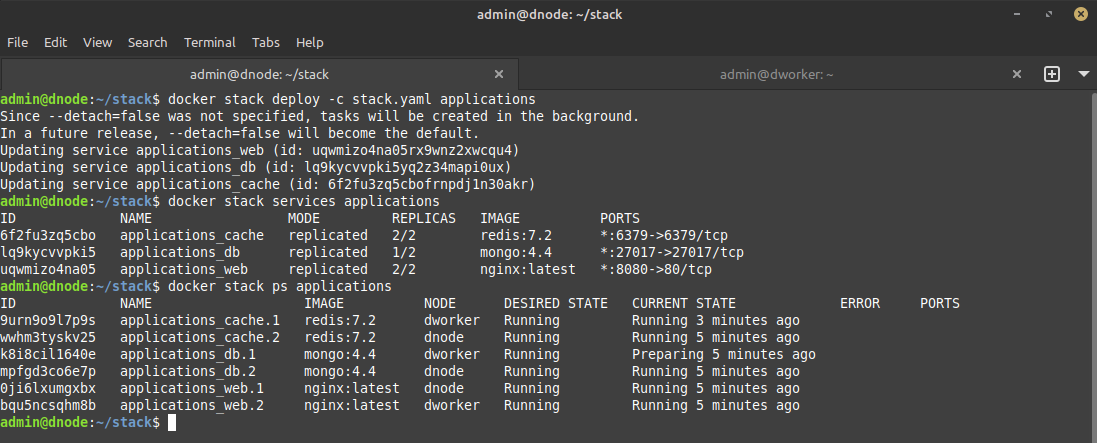 admin@dnode: ~/stack
File Edit View Search Terminal Tabs Help
admin@dnode: ~/stack admin@dworker: ~
admin@dnode:~/stack$ docker stack deploy -c stack.yaml applications
Since --detach=false was not specified, tasks will be created in the background.
In a future release, --detach=false will become the default.
Updating service applications_web (id: uqwmizo4na05rx9wnz2xwcqu4)
Updating service applications_db (id: lq9kycvvpki5yq2z34mapi0ux)
Updating service applications_cache (id: 6f2fu3zq5cbofrnpdj1n30akr)
admin@dnode:~/stack$ docker stack services applications
ID NAME MODE REPLICAS IMAGE PORTS
6f2fu3zq5cbo applications_cache replicated 2/2 redis:7.2 *:6379->6379/tcp
lq9kycvvpki5 applications_db replicated 1/2 mongo:4.4 *:27017->27017/tcp
uqwmizo4na05 applications_web replicated 2/2 nginx:latest *:8080->80/tcp
admin@dnode:~/stack$ docker stack ps applications
ID NAME IMAGE NODE DESIRED STATE CURRENT STATE ERROR PORTS
9urn9o9l7p9s applications_cache.1 redis:7.2 dworker Running Running 3 minutes ago
wwhm3tyskv25 applications_cache.2 redis:7.2 dnode Running Running 5 minutes ago
k8i8cil1640e applications_db.1 mongo:4.4 dworker Running Preparing 5 minutes ago
mpfgd3co6e7p applications_db.2 mongo:4.4 dnode Running Running 5 minutes ago
0ji6lxumgxbx applications_web.1 nginx:latest dnode Running Running 5 minutes ago
bqu5ncsqhm8b applications_web.2 nginx:latest dworker Running Running 5 minutes ago
admin@dnode:~/stack$